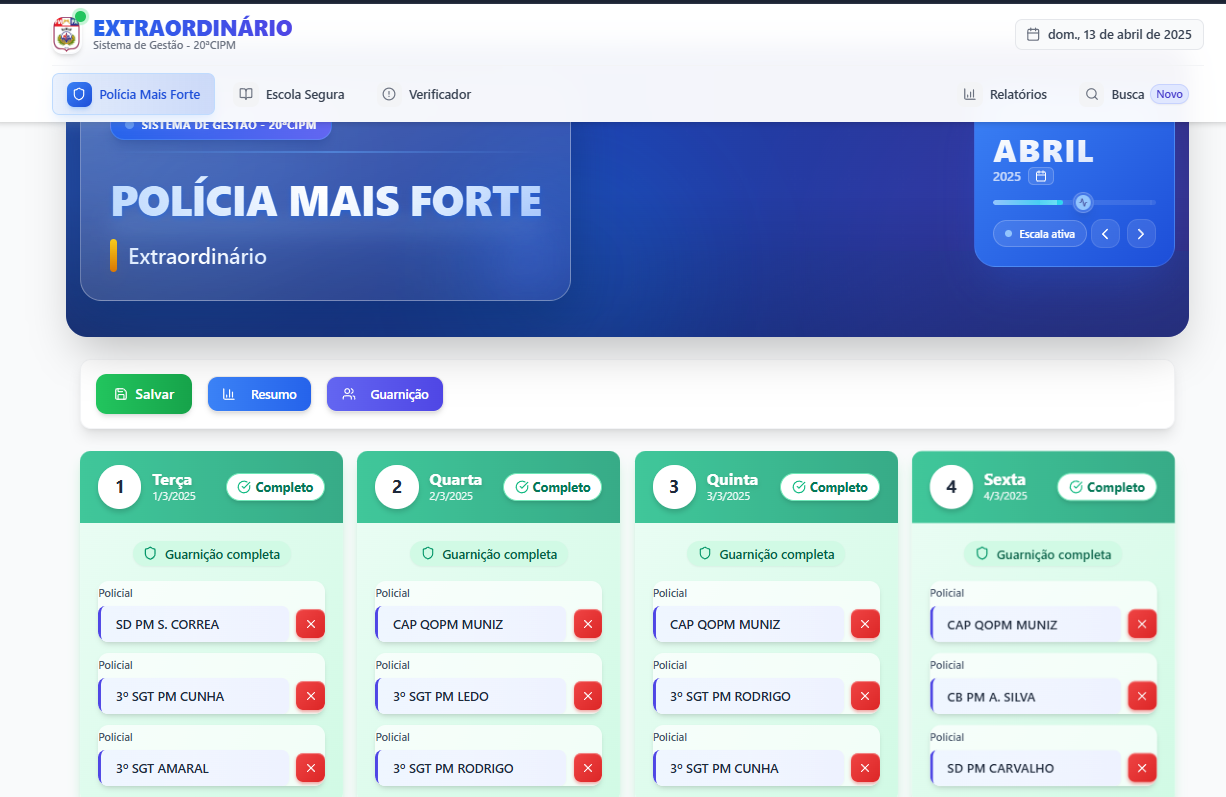 EXTRAORDINÁRIO
Sistema de Gestão - 20ªCIPM
dom., 13 de abril de 2025
Polícia Mais Forte
Escola Segura
Verificador
Relatórios
Busca
Novo
SISTEMA DE GESTÃO - 20ªCIPM
POLÍCIA MAIS FORTE
Extraordinário
ABRIL
2025
Escala ativa
Salvar
Resumo
Guarnição
1
Terça
1/3/2025
Completo
Guarnição completa
Policial
SD PM S. CORREA
Policial
3º SGT PM CUNHA
Policial
3º SGT AMARAL
2
Quarta
2/3/2025
Completo
Guarnição completa
Policial
CAP QOPM MUNIZ
Policial
3º SGT PM LEDO
Policial
3º SGT PM RODRIGO
3
Quinta
3/3/2025
Completo
Guarnição completa
Policial
CAP QOPM MUNIZ
Policial
3º SGT PM RODRIGO
Policial
3º SGT PM CUNHA
4
Sexta
4/3/2025
Completo
Guarnição completa
Policial
CAP QOPM MUNIZ
Policial
CB PM A. SILVA
Policial
SD PM CARVALHO